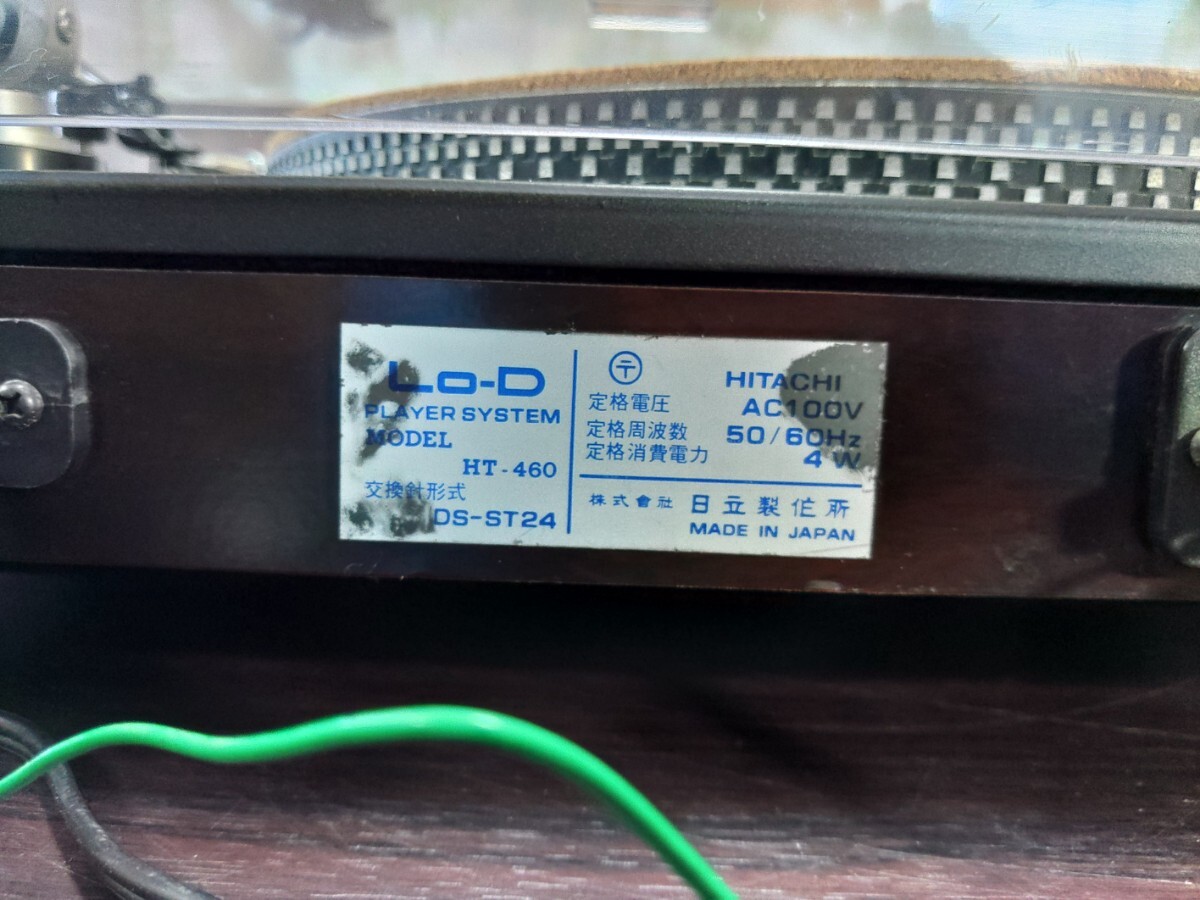 Lo-D
PLAYER SYSTEM
MODEL
HT-460
交換針形式
DS-ST24
〒 HITACHI
定格電圧 AC100V
定格周波数 50/60Hz
定格消費電力 4W
株式會社 日立製作所
MADE IN JAPAN